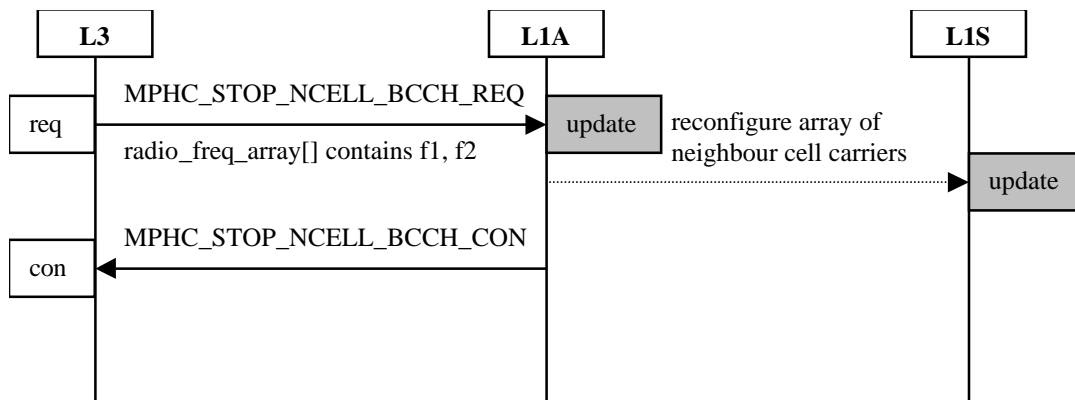 L3
L1A
L1S
MPHC_STOP_NCELL_BCCH_REQ
req
update
reconfigure array of
neighbour cell carriers
radio_freq_array[] contains f1, f2
update
MPHC_STOP_NCELL_BCCH_CON
con